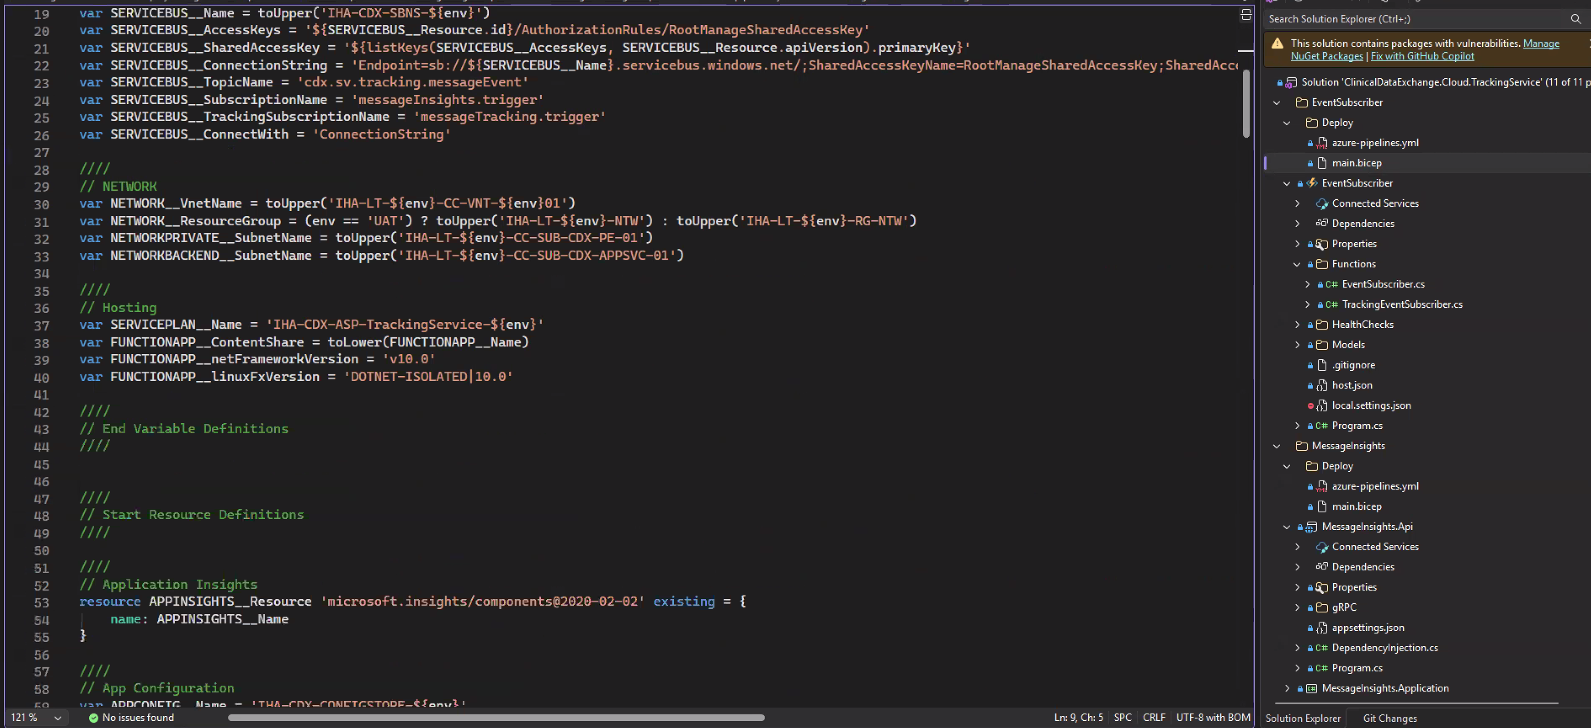 19 var SERVICEBUS__Name = toUpper('IHA-CDX-SBNS-${env}')
20 var SERVICEBUS__AccessKeys = '${SERVICEBUS__Resource.id}/AuthorizationRules/RootManageSharedAccessKey'
21 var SERVICEBUS__SharedAccessKey = '${listKeys(SERVICEBUS__AccessKeys, SERVICEBUS__Resource.apiVersion).primaryKey}'
22 var SERVICEBUS__ConnectionString = 'Endpoint=sb://${SERVICEBUS__Name}.servicebus.windows.net/;SharedAccessKeyName=RootManageSharedAccessKey;SharedAcc
23 var SERVICEBUS__TopicName = 'cdx.sv.tracking.messageEvent'
24 var SERVICEBUS__SubscriptionName = 'messageInsights.trigger'
25 var SERVICEBUS__TrackingSubscriptionName = 'messageTracking.trigger'
26 var SERVICEBUS__ConnectWith = 'ConnectionString'
27
28 ////
29 // NETWORK
30 var NETWORK__VnetName = toUpper('IHA-LT-${env}-CC-VNT-${env}01')
31 var NETWORK__ResourceGroup = (env == 'UAT') ? toUpper('IHA-LT-${env}-NTW') : toUpper('IHA-LT-${env}-RG-NTW')
32 var NETWORKPRIVATE__SubnetName = toUpper('IHA-LT-${env}-CC-SUB-CDX-PE-01')
33 var NETWORKBACKEND__SubnetName = toUpper('IHA-LT-${env}-CC-SUB-CDX-APPSVC-01')
34
35 ////
36 // Hosting
37 var SERVICEPLAN__Name = 'IHA-CDX-ASP-TrackingService-${env}'
38 var FUNCTIONAPP__ContentShare = toLower(FUNCTIONAPP__Name)
39 var FUNCTIONAPP__netFrameworkVersion = 'v10.0'
40 var FUNCTIONAPP__linuxFxVersion = 'DOTNET-ISOLATED|10.0'
41
42 ////
43 // End Variable Definitions
44 ////
45
46
47 ////
48 // Start Resource Definitions
49 ////
50
51 ////
52 // Application Insights
53 resource APPINSIGHTS__Resource 'microsoft.insights/components@2020-02-02' existing = {
54 name: APPINSIGHTS__Name
55 }
56
57 ////
58 // App Configuration
59 var APPCONFIG__Name = 'IHA-CDX-CONFIGSTORE-${env}'
121 %
No issues found
Ln: 9, Ch: 5
SPC
CRLF
UTF-8 with BOM
Search Solution Explorer (Ctrl+;)
This solution contains packages with vulnerabilities. Manage
NuGet Packages | Fix with GitHub Copilot
Solution 'ClinicalDataExchange.Cloud.TrackingService' (11 of 11 p
EventSubscriber
Deploy
azure-pipelines.yml
main.bicep
EventSubscriber
Connected Services
Dependencies
Properties
Functions
C# EventSubscriber.cs
C# TrackingEventSubscriber.cs
HealthChecks
Models
.gitignore
host.json
local.settings.json
C# Program.cs
MessageInsights
Deploy
azure-pipelines.yml
main.bicep
MessageInsights.Api
Connected Services
Dependencies
Properties
gRPC
appsettings.json
C# DependencyInjection.cs
C# Program.cs
MessageInsights.Application
Solution Explorer
Git Changes